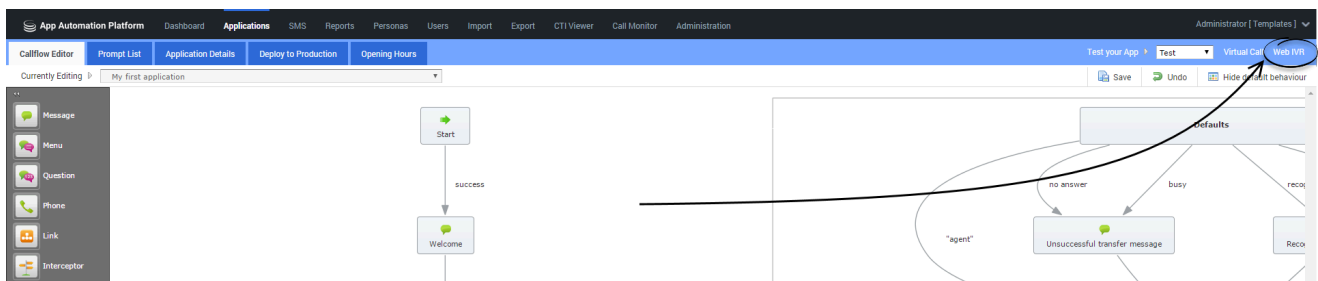 App Automation Platform Dashboard Applications SMS Reports Personas Users Import Export CTI Viewer Call Monitor Administration Administrator [ Templates ]
Callflow Editor Prompt List Application Details Deploy to Production Opening Hours Test your App Test Virtual Call Web IVR
Currently Editing My first application Save Undo Hide default behaviour
Message
Menu
Question
Phone
Link
Interceptor
Start
success
Welcome
Defaults
no answer busy
"agent"
Unsuccessful transfer message